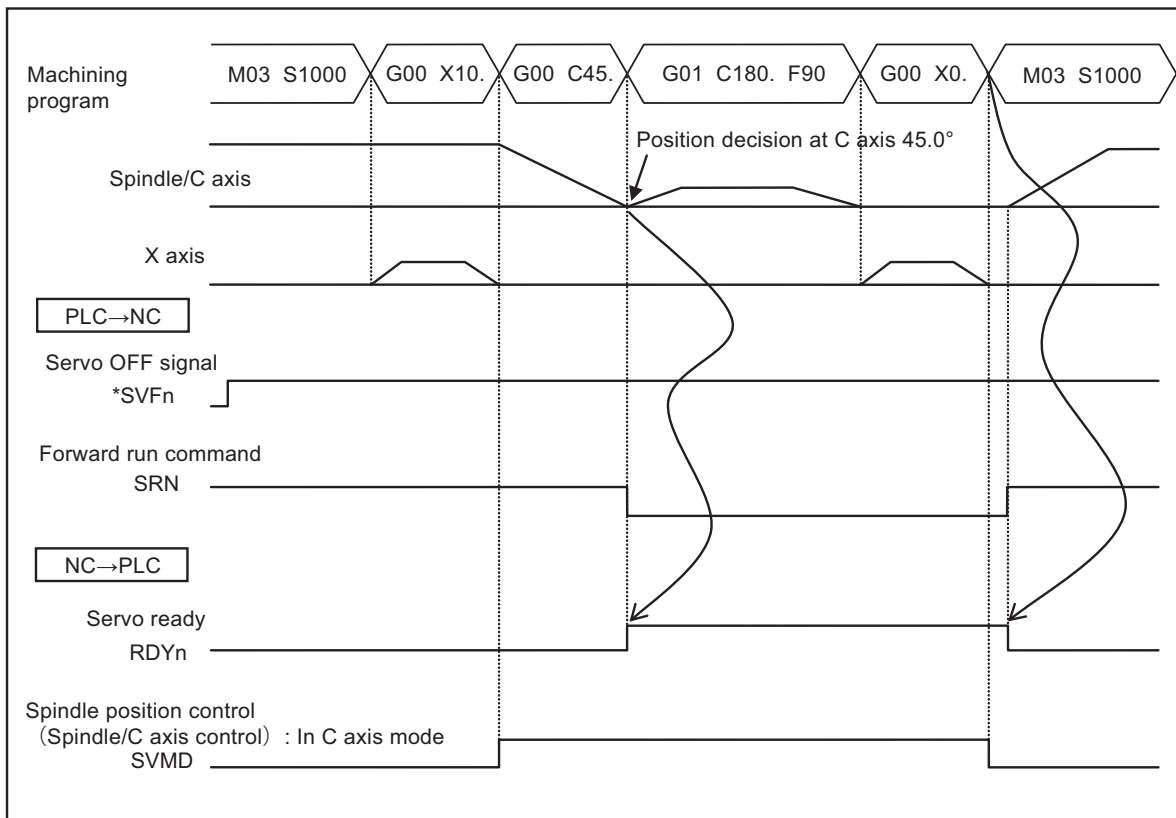 Machining
program
M03 S1000
G00 X10.
G00 C45.
G01 C180. F90
G00 X0.
M03 S1000
Position decision at C axis 45.0°
Spindle/C axis
X axis
PLC→NC
Servo OFF signal
*SVFn
Forward run command
SRN
NC→PLC
Servo ready
RDYn
Spindle position control
（Spindle/C axis control）: In C axis mode
SVMD